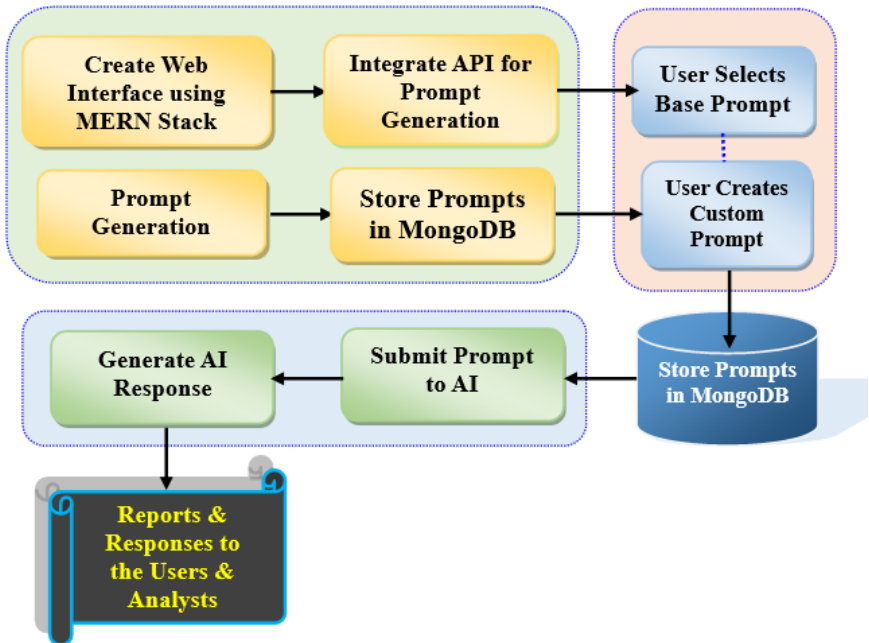 Create Web
Interface using
MERN Stack
Integrate API for
Prompt
Generation
User Selects
Base Prompt
Prompt
Generation
Store Prompts
in MongoDB
User Creates
Custom
Prompt
Generate AI
Response
Submit Prompt
to AI
Store Prompts
in MongoDB
Reports &
Responses to
the Users &
Analysts